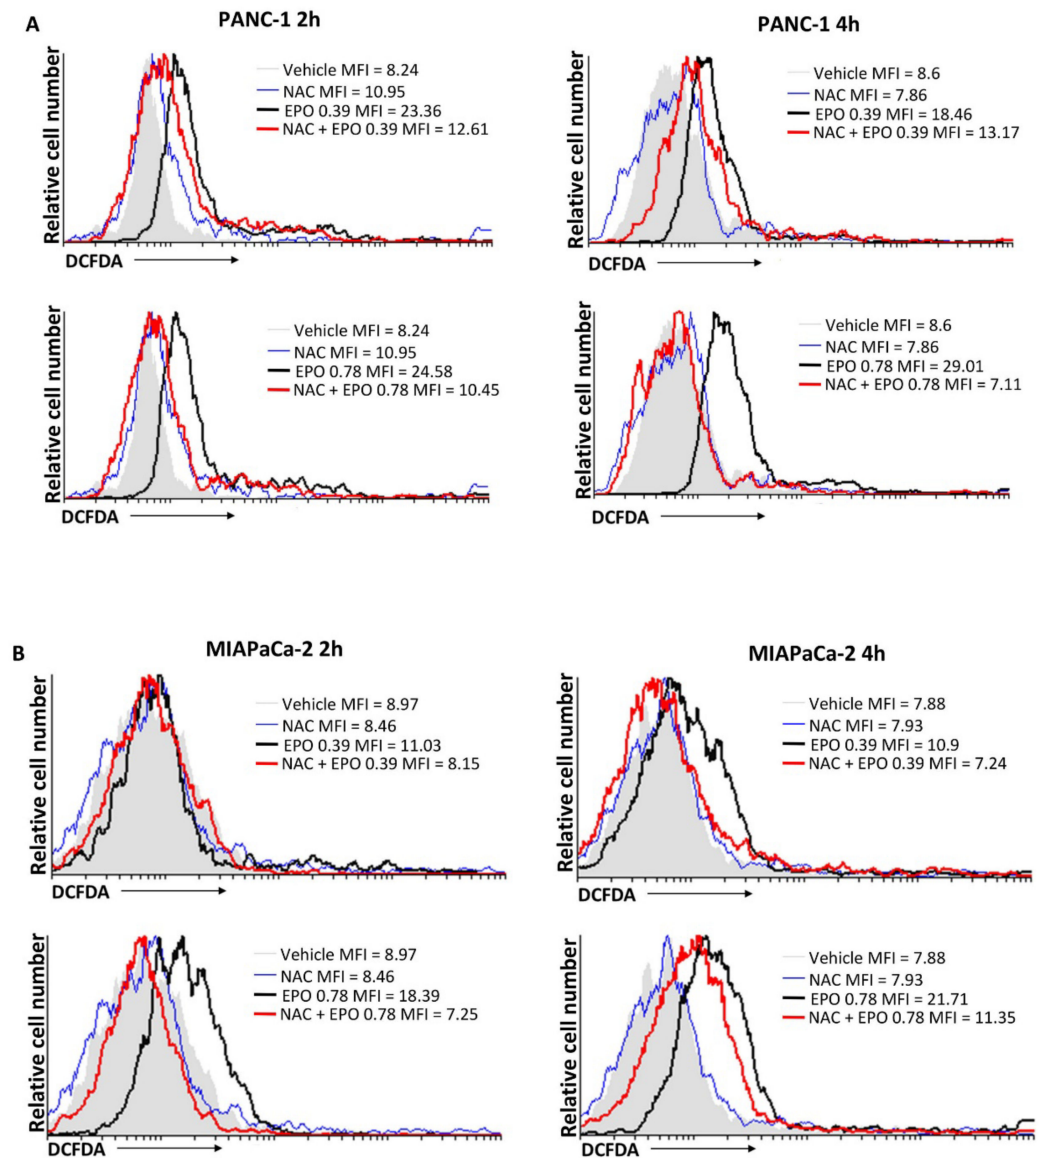 A
PANC-1 2h
Relative cell number
Vehicle MFI = 8.24
NAC MFI = 10.95
EPO 0.39 MFI = 23.36
NAC + EPO 0.39 MFI = 12.61
DCFDA
PANC-1 4h
Relative cell number
Vehicle MFI = 8.6
NAC MFI = 7.86
EPO 0.39 MFI = 18.46
NAC + EPO 0.39 MFI = 13.17
DCFDA
Relative cell number
Vehicle MFI = 8.24
NAC MFI = 10.95
EPO 0.78 MFI = 24.58
NAC + EPO 0.78 MFI = 10.45
DCFDA
Relative cell number
Vehicle MFI = 8.6
NAC MFI = 7.86
EPO 0.78 MFI = 29.01
NAC + EPO 0.78 MFI = 7.11
DCFDA
B
MIAPaCa-2 2h
Relative cell number
Vehicle MFI = 8.97
NAC MFI = 8.46
EPO 0.39 MFI = 11.03
NAC + EPO 0.39 MFI = 8.15
DCFDA
MIAPaCa-2 4h
Relative cell number
Vehicle MFI = 7.88
NAC MFI = 7.93
EPO 0.39 MFI = 10.9
NAC + EPO 0.39 MFI = 7.24
DCFDA
Relative cell number
Vehicle MFI = 8.97
NAC MFI = 8.46
EPO 0.78 MFI = 18.39
NAC + EPO 0.78 MFI = 7.25
DCFDA
Relative cell number
Vehicle MFI = 7.88
NAC MFI = 7.93
EPO 0.78 MFI = 21.71
NAC + EPO 0.78 MFI = 11.35
DCFDA